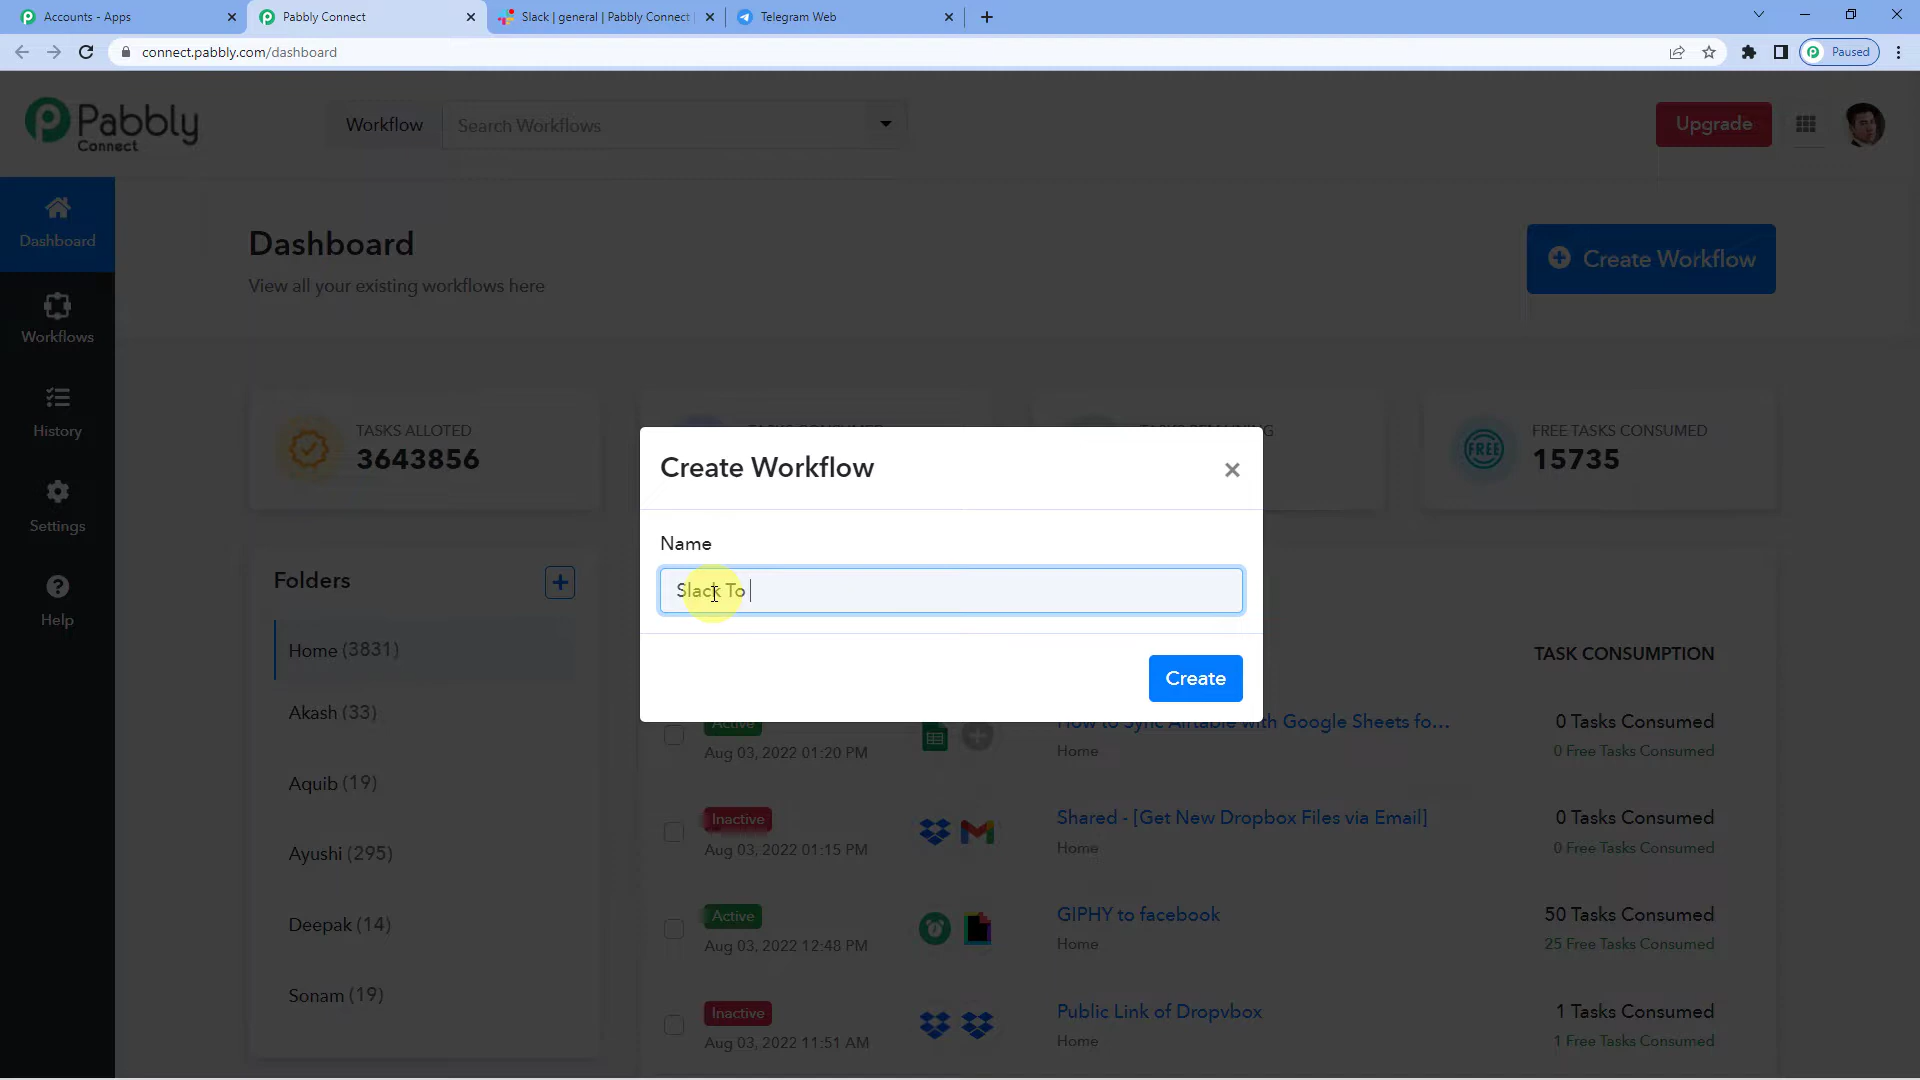 Accounts - Apps
Pabbly Connect
Slack | general | Pabbly Connect
Telegram Web
connect.pabbly.com/dashboard
Paused
Pabbly
Connect
Workflow
Search Workflows
Upgrade
Dashboard
Workflows
History
Settings
Help
Dashboard
View all your existing workflows here
Create Workflow
TASKS ALLOTED
3643856
FREE
FREE TASKS CONSUMED
15735
Create Workflow
Name
Slack To
Create
Folders
Home (3831)
Akash (33)
Aquib (19)
Ayushi (295)
Deepak (14)
Sonam (19)
TASK CONSUMPTION
Active
Aug 03, 2022 01:20 PM
How to Sync Airtable with Google Sheets fo...
Home
0 Tasks Consumed
0 Free Tasks Consumed
Inactive
Aug 03, 2022 01:15 PM
Shared - [Get New Dropbox Files via Email]
Home
0 Tasks Consumed
0 Free Tasks Consumed
Active
Aug 03, 2022 12:48 PM
GIPHY to facebook
Home
50 Tasks Consumed
25 Free Tasks Consumed
Inactive
Aug 03, 2022 11:51 AM
Public Link of Dropvbox
Home
1 Tasks Consumed
1 Free Tasks Consumed